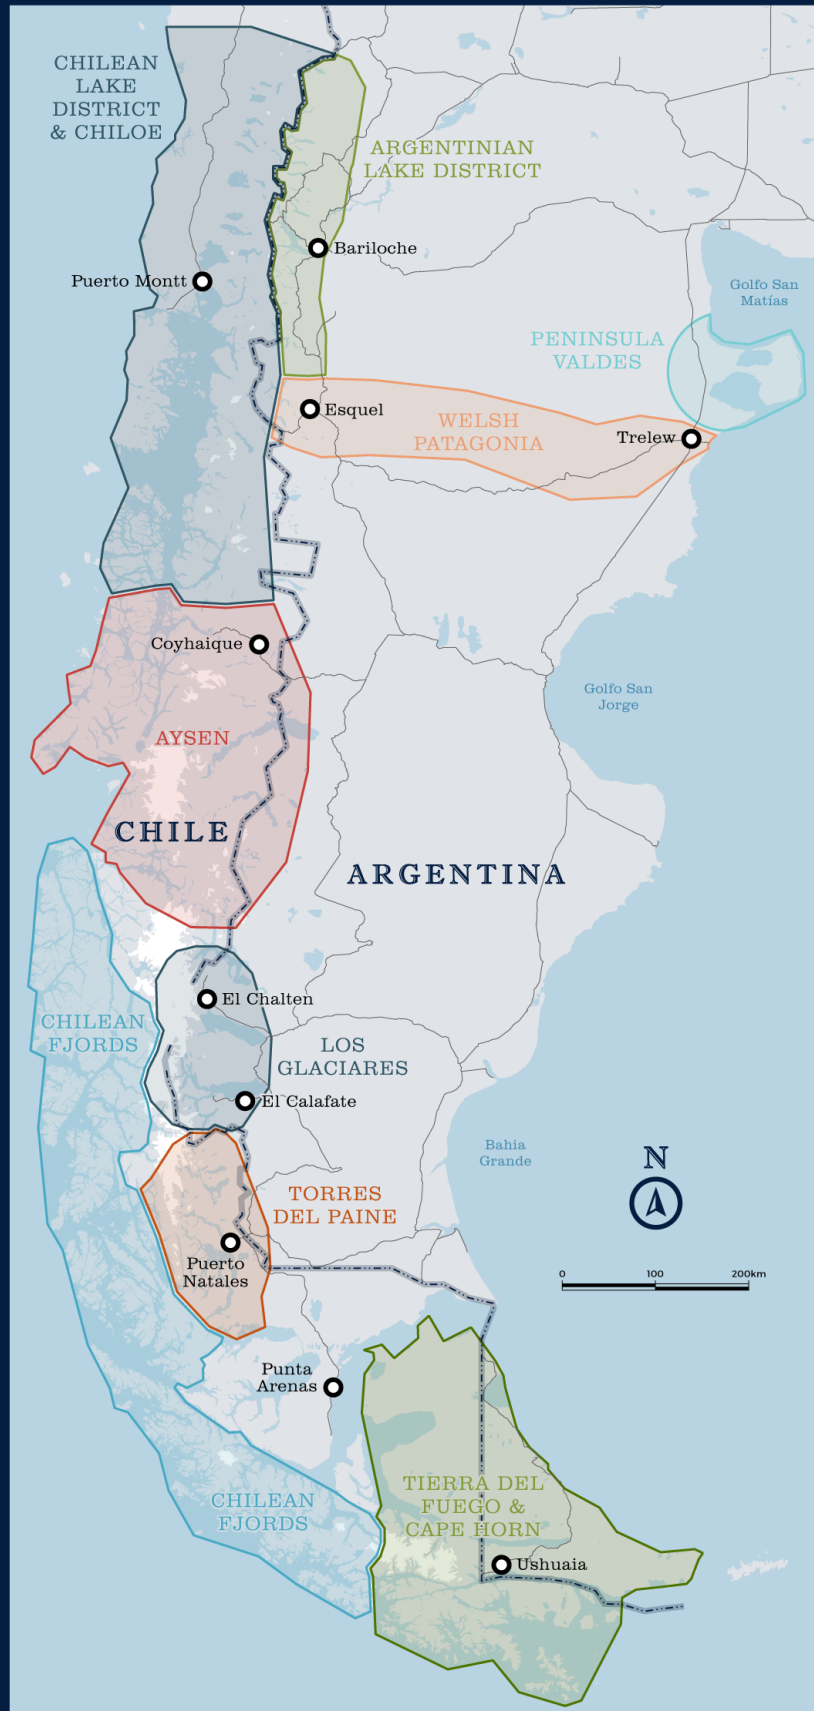 CHILEAN
LAKE
DISTRICT
& CHILOE
ARGENTINIAN
LAKE DISTRICT
Bariloche
Puerto Montt
Golfo San
Matías
PENINSULA
VALDES
Esquel
WELSH
PATAGONIA
Trelew
Coyhaique
Golfo San
Jorge
AYSEN
CHILE
ARGENTINA
El Chalten
CHILEAN
FJORDS
LOS
GLACIARES
El Calafate
Bahia
Grande
N
TORRES
DEL PAINE
Puerto
Natales
0 100 200km
Punta
Arenas
TIERRA DEL
FUEGO &
CAPE HORN
CHILEAN
FJORDS
Ushuaia